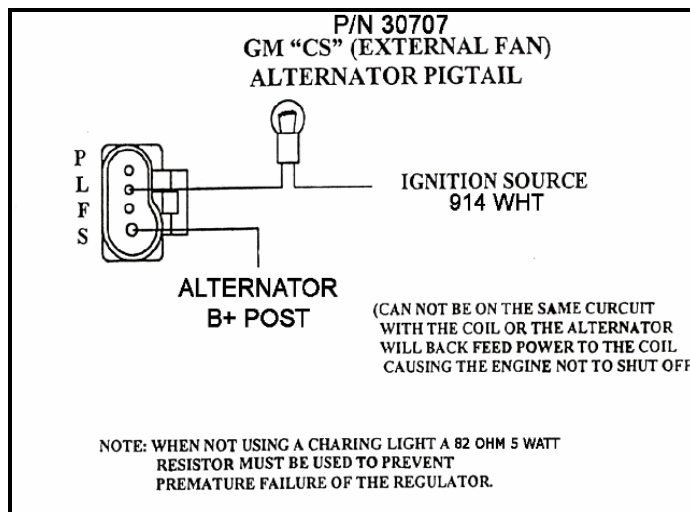 P/N 30707
GM “CS” (EXTERNAL FAN)
ALTERNATOR PIGTAIL
P
L
F
S
IGNITION SOURCE
914 WHT
ALTERNATOR
B+ POST
(CAN NOT BE ON THE SAME CURCUIT
WITH THE COIL OR THE ALTERNATOR
WILL BACK FEED POWER TO THE COIL
CAUSING THE ENGINE NOT TO SHUT OFF
NOTE: WHEN NOT USING A CHARING LIGHT A 82 OHM 5 WATT
RESISTOR MUST BE USED TO PREVENT
PREMATURE FAILURE OF THE REGULATOR.